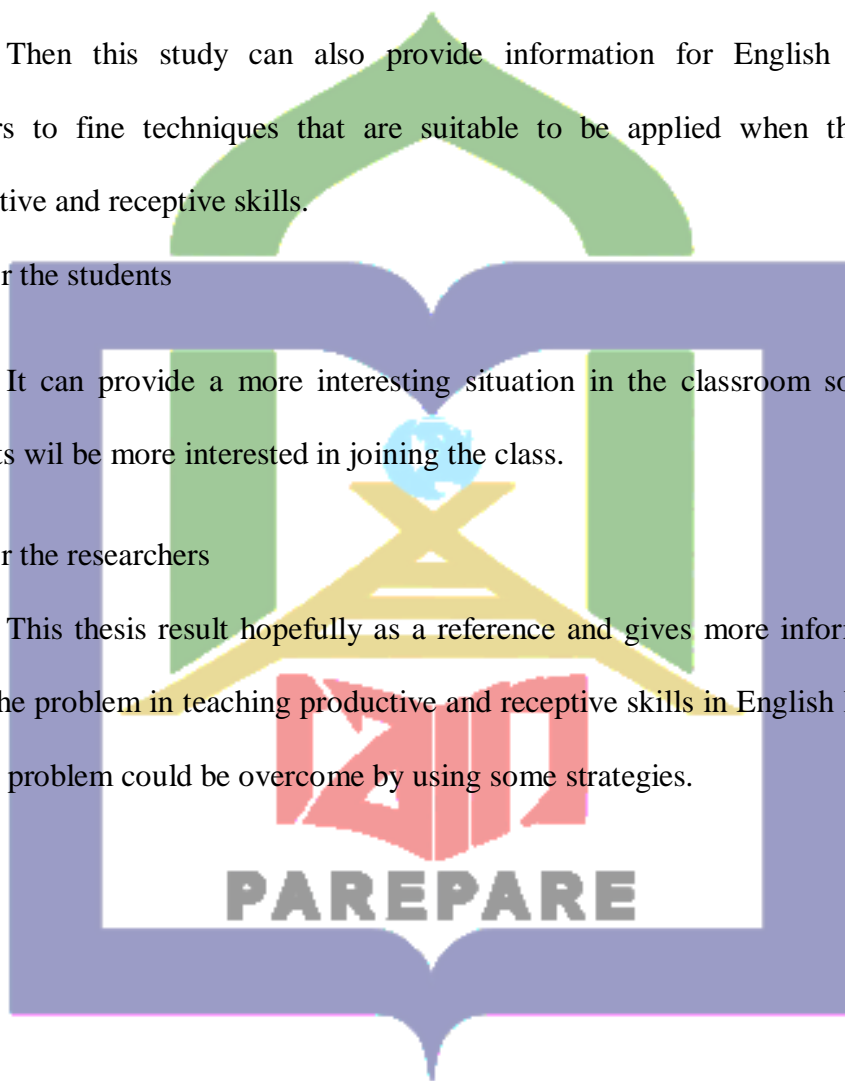 Then this study can also provide information for English
rs to fine techniques that are suitable to be applied when th
tive and receptive skills.
r the students
It can provide a more interesting situation in the classroom so
ts wil be more interested in joining the class.
r the researchers
This thesis result hopefully as a reference and gives more infor
he problem in teaching productive and receptive skills in English
problem could be overcome by using some strategies.
iain
PAREPARE